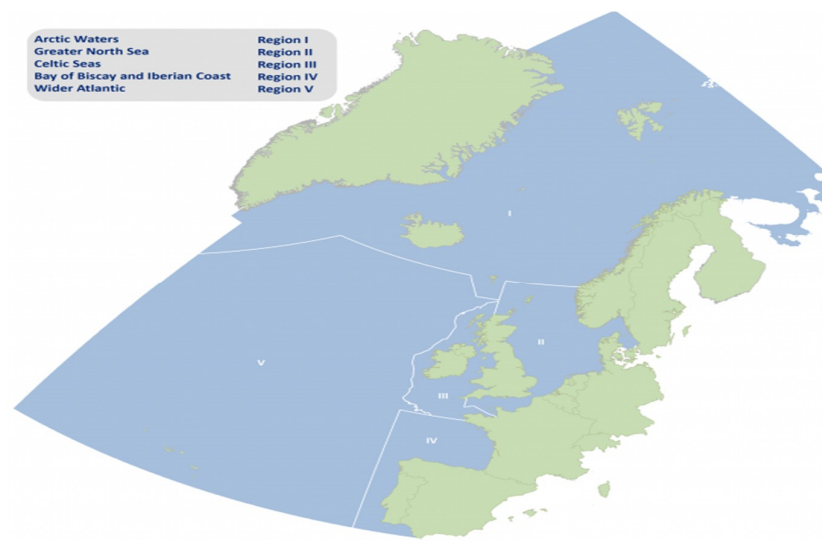 Arctic Waters Region I
Greater North Sea Region II
Celtic Seas Region III
Bay of Biscay and Iberian Coast Region IV
Wider Atlantic Region V
I
II
V
III
IV